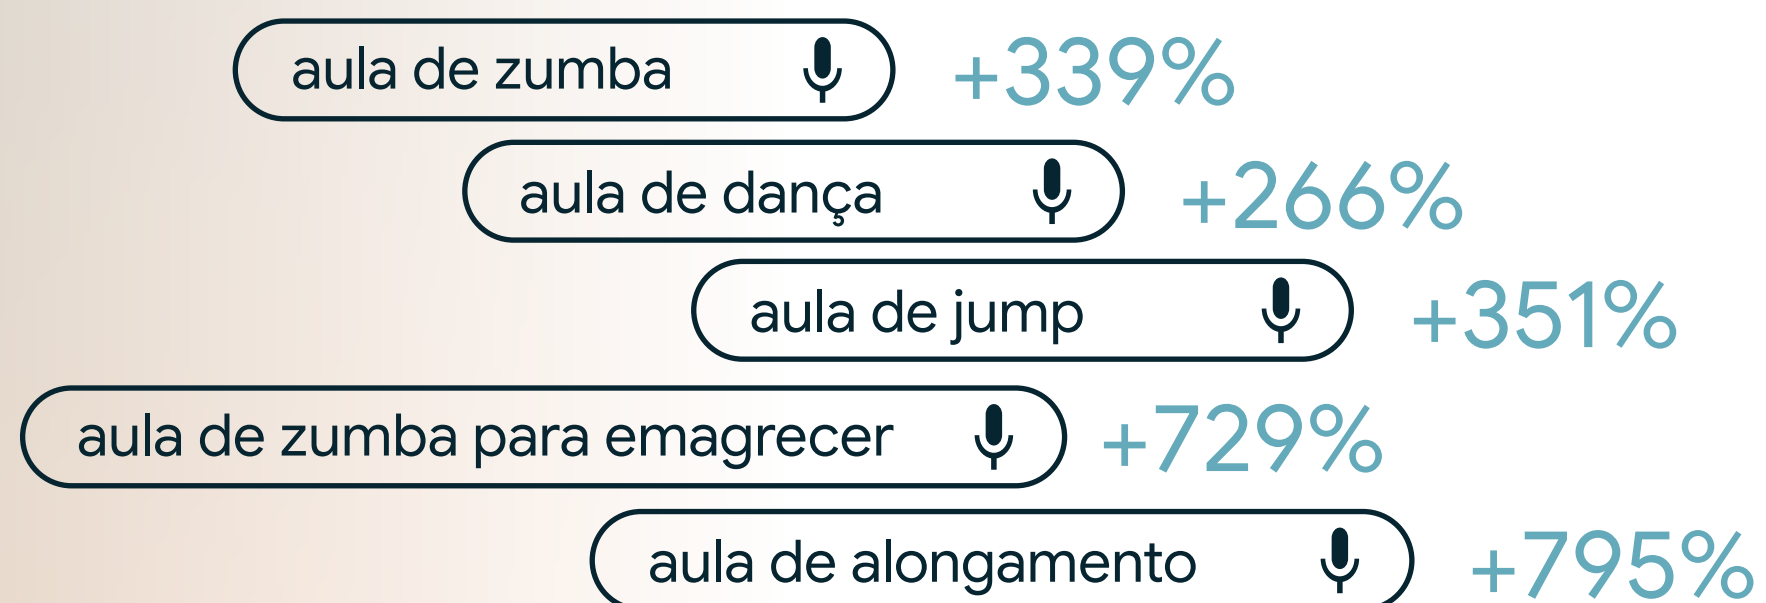 aula de zumba +339%
aula de dança +266%
aula de jump +351%
aula de zumba para emagrecer +729%
aula de alongamento +795%